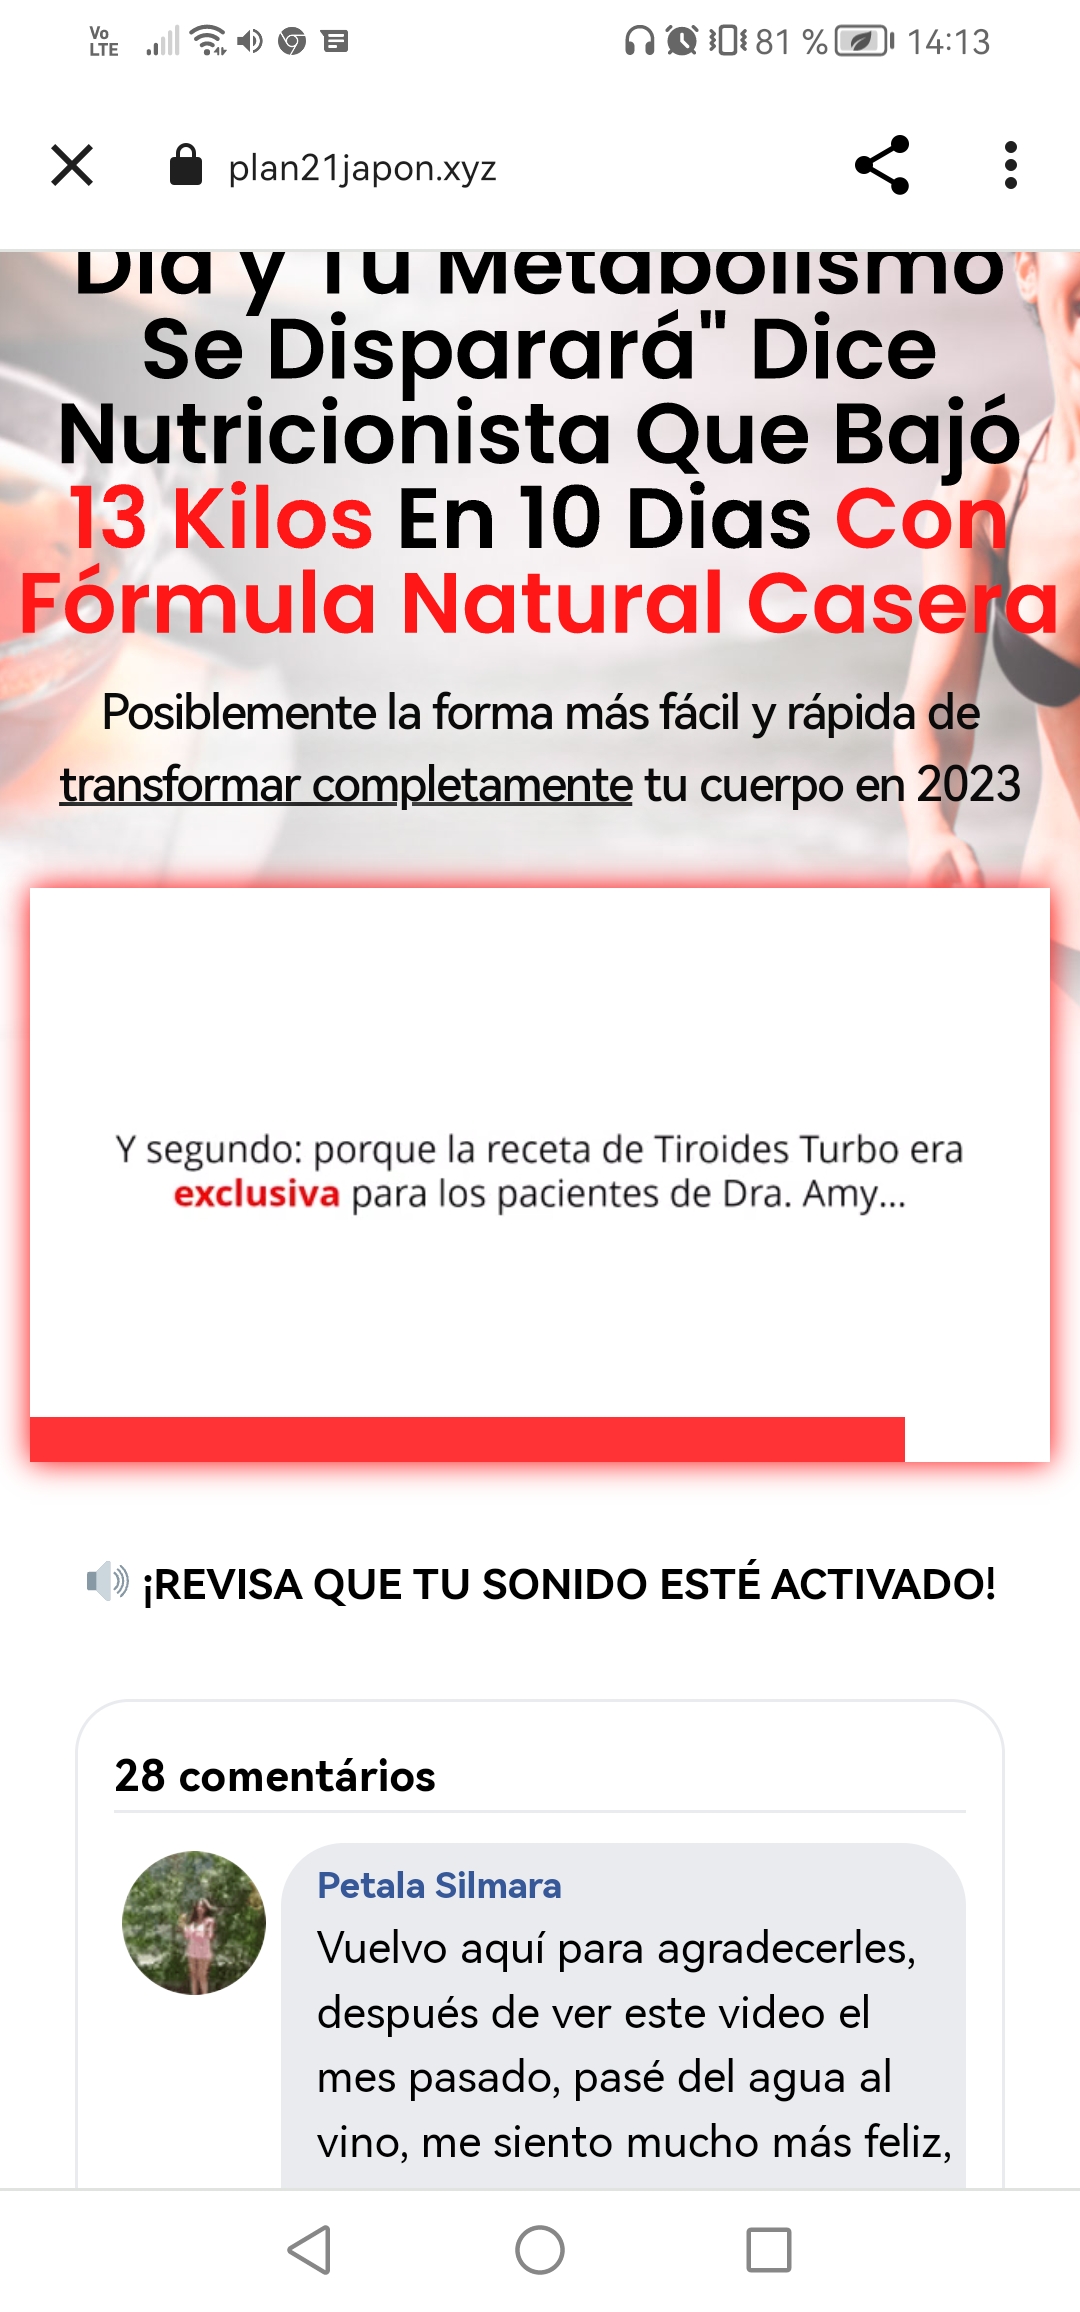 Vo
LTE
81 %
14:13
plan21japon.xyz
Día y Tu Metabolismo
Se Disparará" Dice
Nutricionista Que Bajó
13 Kilos En 10 Dias Con
Fórmula Natural Casera
Posiblemente la forma más fácil y rápida de
transformar completamente tu cuerpo en 2023
Y segundo: porque la receta de Tiroides Turbo era
exclusiva para los pacientes de Dra. Amy...
¡REVISA QUE TU SONIDO ESTÉ ACTIVADO!
28 comentários
Petala Silmara
Vuelvo aquí para agradecerles,
después de ver este video el
mes pasado, pasé del agua al
vino, me siento mucho más feliz,